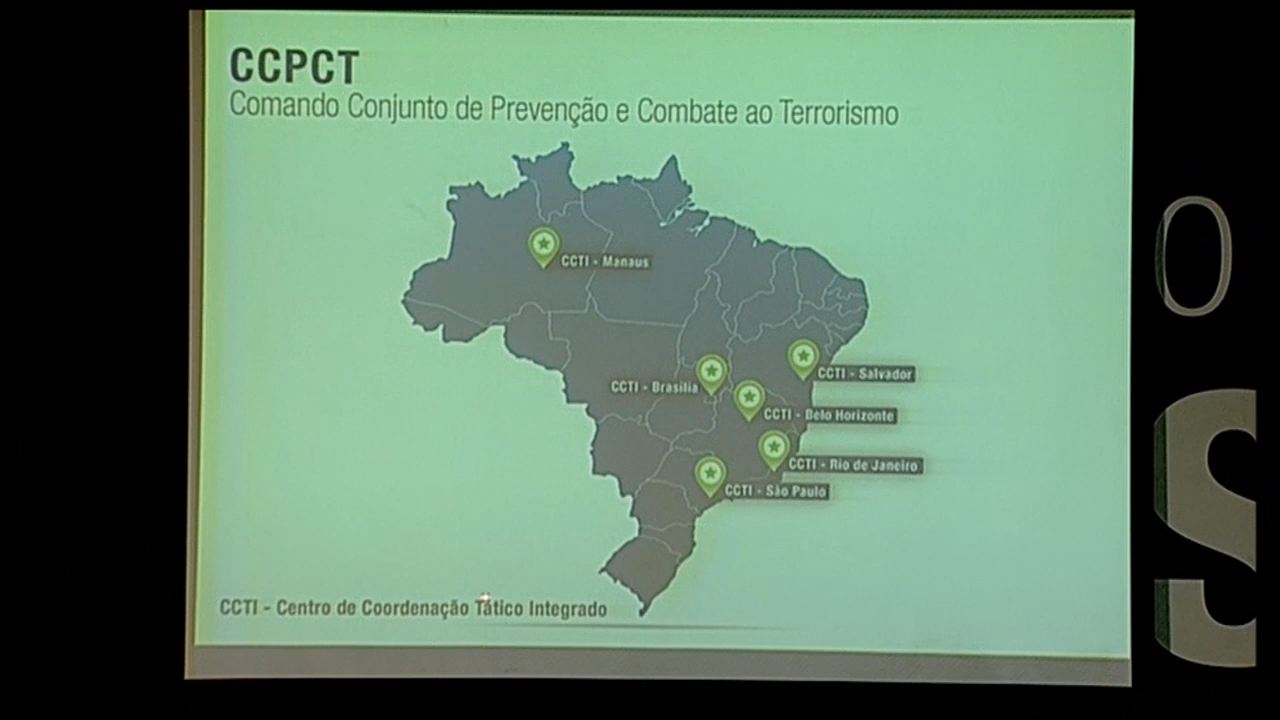 CCPCT
Comando Conjunto de Prevenção e Combate ao Terrorismo
CCTI - Manaus
CCTI - Salvador
CCTI - Brasília
CCTI - Belo Horizonte
CCTI - Rio de Janeiro
CCTI - São Paulo
CCTI - Centro de Coordenação Tático Integrado
O
S